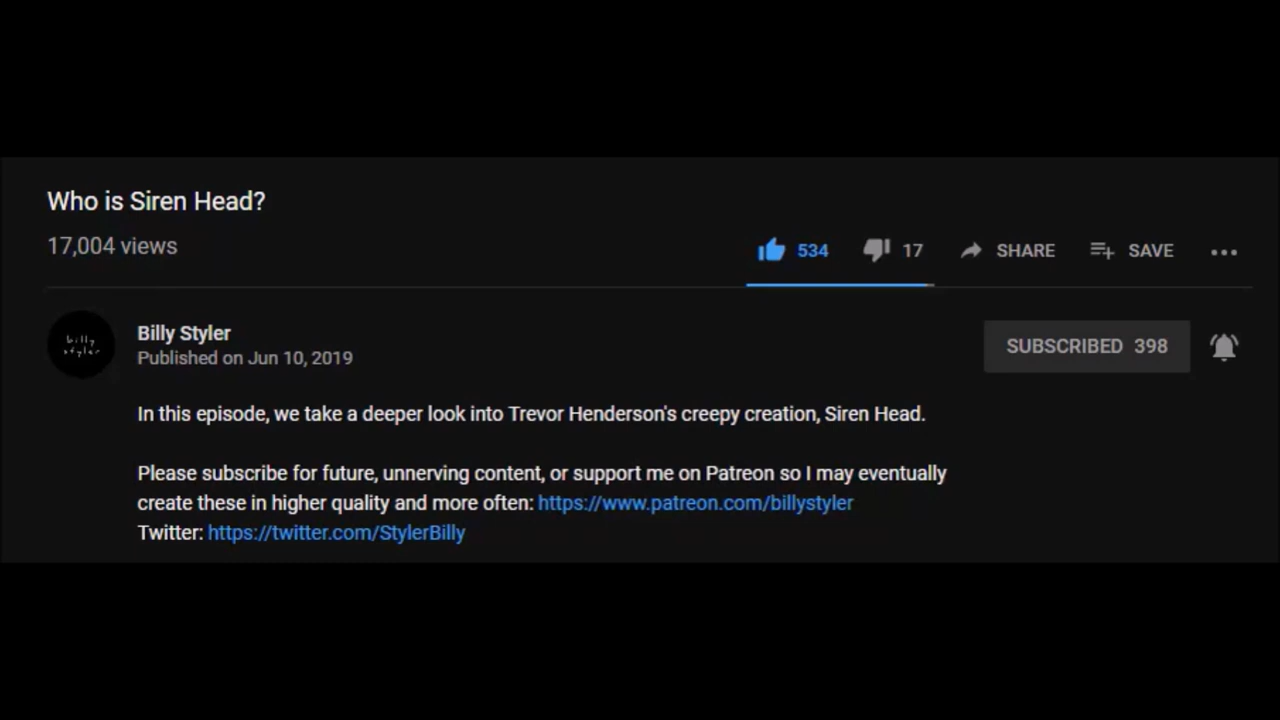 Who is Siren Head?
17,004 views
534 17 SHARE SAVE
billy
styler
Billy Styler
Published on Jun 10, 2019
SUBSCRIBED 398
In this episode, we take a deeper look into Trevor Henderson's creepy creation, Siren Head.
Please subscribe for future, unnerving content, or support me on Patreon so I may eventually
create these in higher quality and more often: https://www.patreon.com/billystyler
Twitter: https://twitter.com/StylerBilly